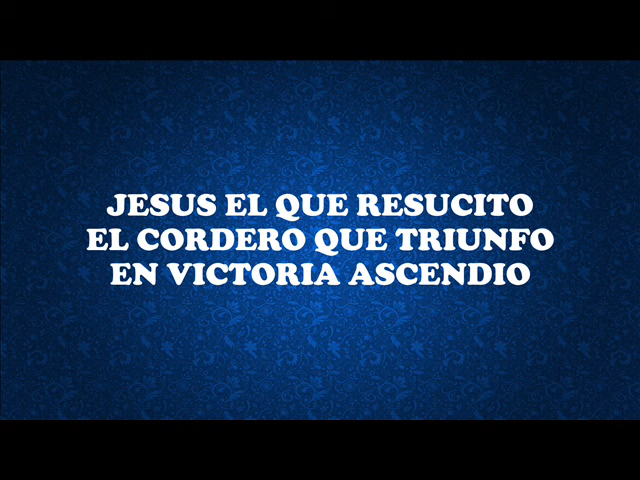 JESUS EL QUE RESUCITO
EL CORDERO QUE TRIUNFO
EN VICTORIA ASCENDIO